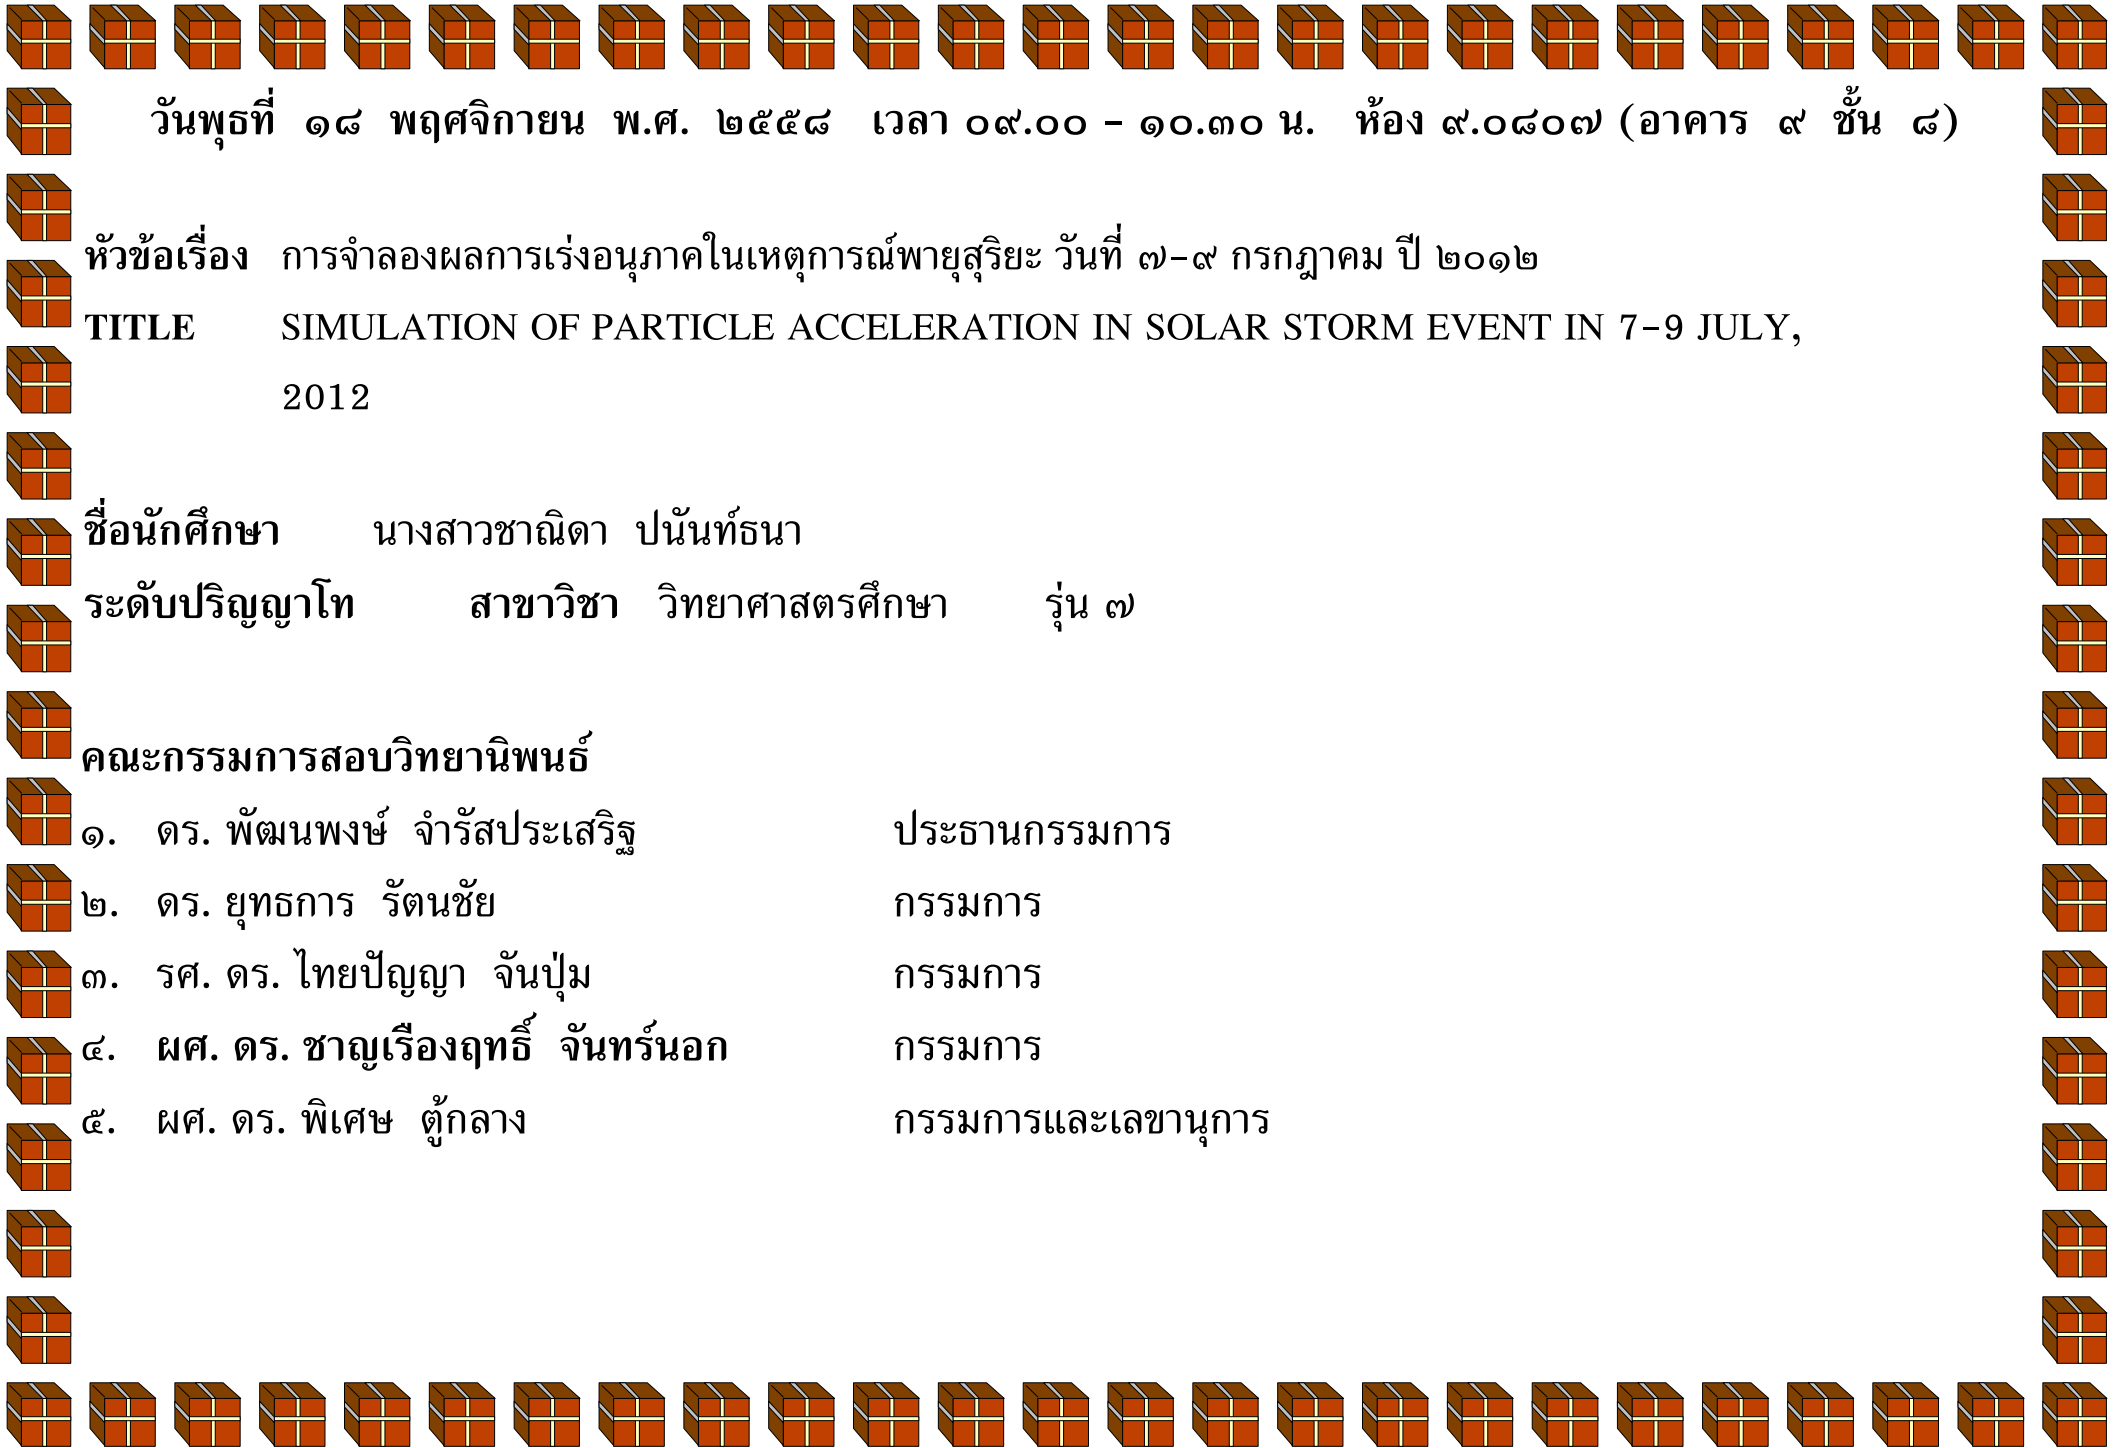 วันพุธที่ ๑๘ พฤศจิกายน พ.ศ. ๒๕๕๘ เวลา ๐๙.๐๐ - ๑๐.๓๐ น. ห้อง ๙.๐๘๐๗ (อาคาร ๙ ชั้น ๘)
หัวข้อเรื่อง การจำลองผลการเร่งอนุภาคในเหตุการณ์พายุสุริยะ วันที่ ๗-๙ กรกฎาคม ปี ๒๐๑๒
TITLE SIMULATION OF PARTICLE ACCELERATION IN SOLAR STORM EVENT IN 7-9 JULY,
2012
ชื่อนักศึกษา นางสาวชาณิดา ปนันท์ธนา
ระดับปริญญาโท สาขาวิชา วิทยาศาสตรศึกษา รุ่น ๗
คณะกรรมการสอบวิทยานิพนธ์
๑. ดร. พัฒนพงษ์ จำรัสประเสริฐ ประธานกรรมการ
๒. ดร. ยุทธการ รัตนชัย กรรมการ
๓. รศ. ดร. ไทยปัญญา จันปุ่ม กรรมการ
๔. ผศ. ดร. ชาญเรืองฤทธิ์ จันทร์นอก กรรมการ
๕. ผศ. ดร. พิเศษ ตู้กลาง กรรมการและเลขานุการ